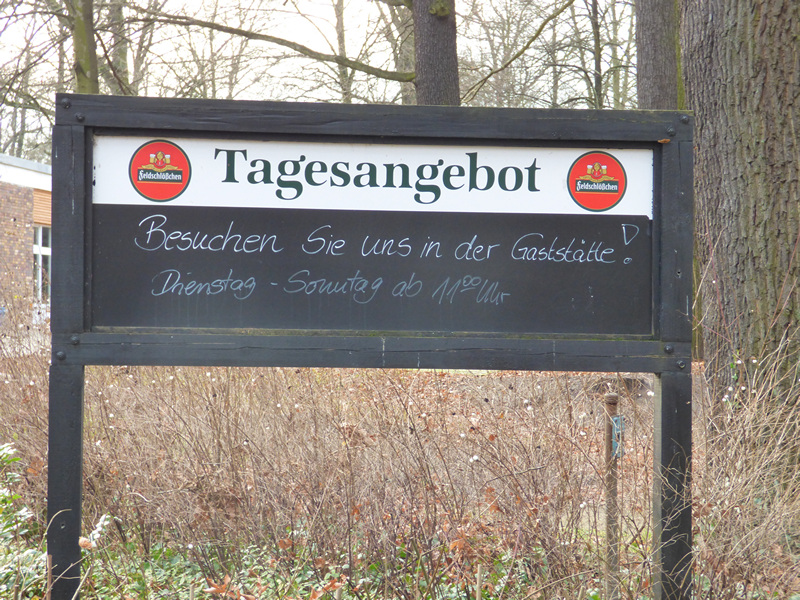 Feldschlößchen Tagesangebot Feldschlößchen
Besuchen Sie uns in der Gaststätte!
Dienstag - Sonntag ab 11⁰⁰ Uhr